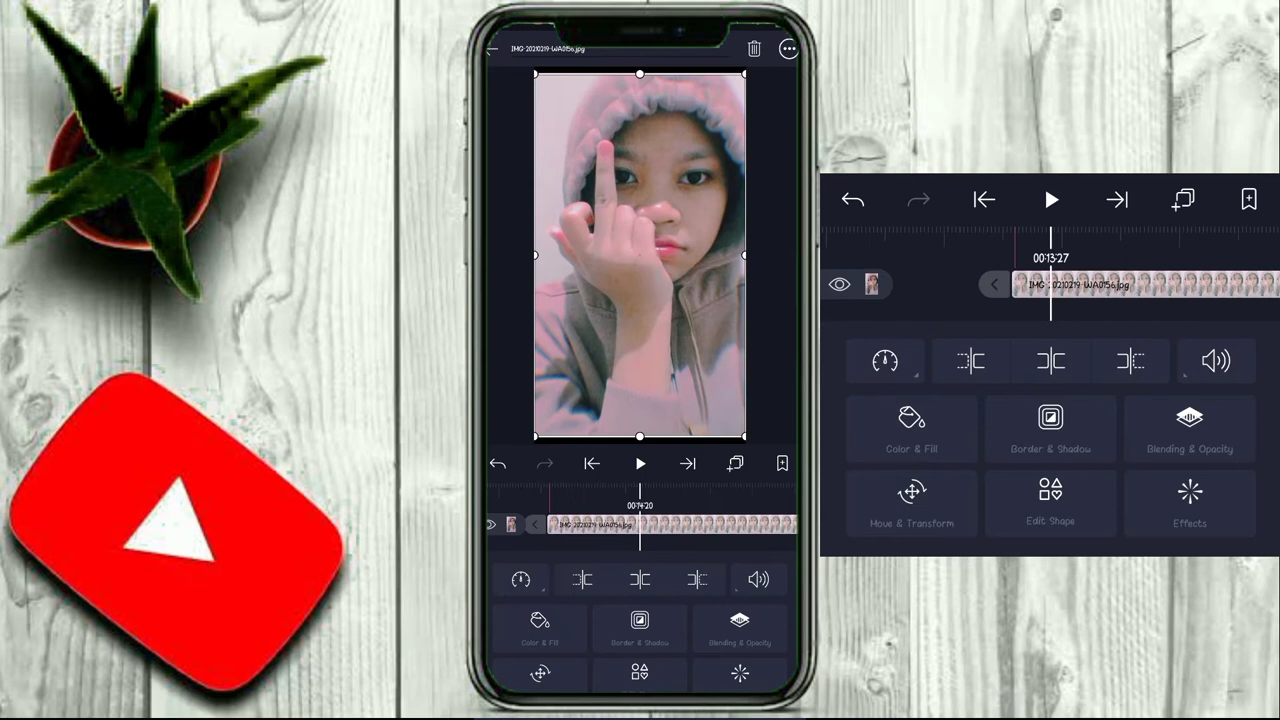 IMG-20210219-WA0156.jpg
00:14:20
IMG-20210219-WA0156.jpg
Color & Fill
Border & Shadow
Blending & Opacity
00:13:27
IMG-20210219-WA0156.jpg
Color & Fill
Border & Shadow
Blending & Opacity
Move & Transform
Edit Shape
Effects